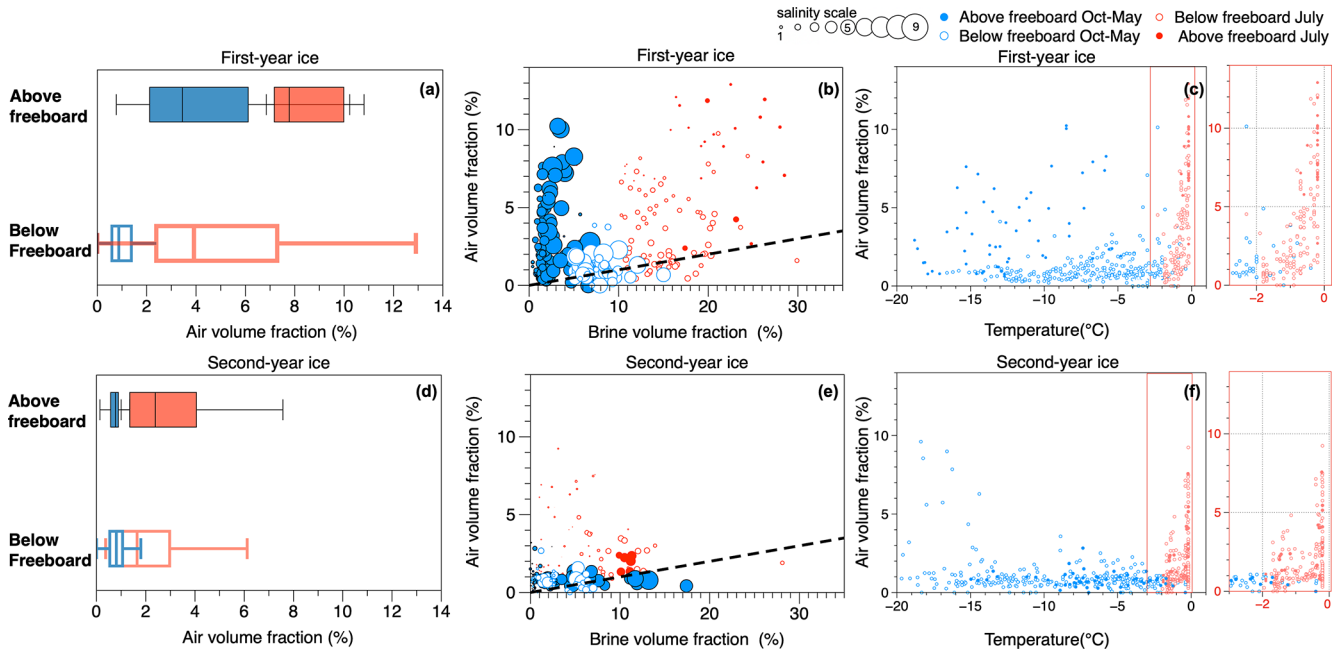 salinity scale
1 5 9
Above freeboard Oct-May
Below freeboard July
Below freeboard Oct-May
Above freeboard July
First-year ice
First-year ice
First-year ice
(a)
Above
freeboard
Below
Freeboard
0 2 4 6 8 10 12 14
Air volume fraction (%)
(b)
Air volume fraction (%)
10
5
0
0 10 20 30
Brine volume fraction (%)
(c)
Air volume fraction (%)
10
5
0
−20 −15 −10 −5 0
Temperature(°C)
10
5
0
−2 0
Second-year ice
Second-year ice
Second-year ice
(d)
Above
freeboard
Below
Freeboard
0 2 4 6 8 10 12 14
Air volume fraction (%)
(e)
Air volume fraction (%)
10
5
0
0 10 20 30
Brine volume fraction (%)
(f)
Air volume fraction (%)
10
5
0
−20 −15 −10 −5 0
Temperature(°C)
10
5
0
−2 0